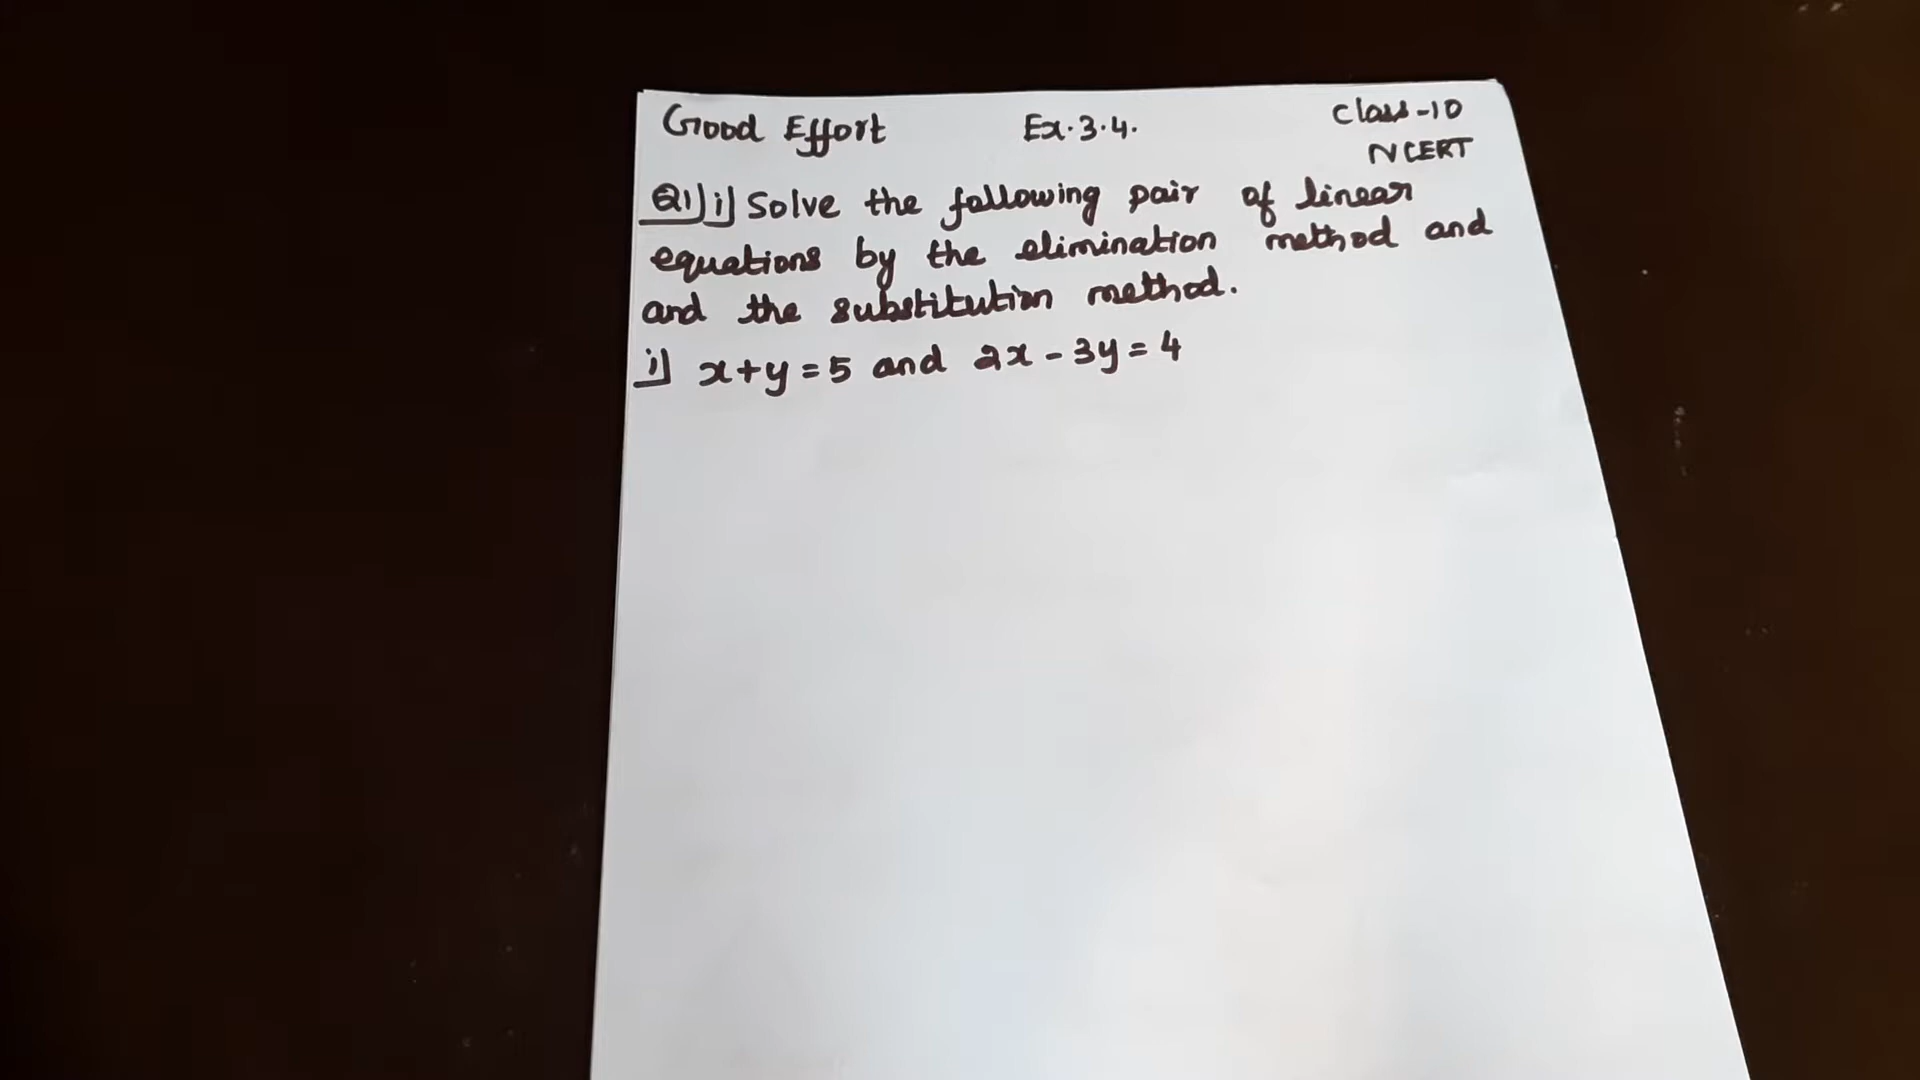 Good Effort Ex.3.4. Class-10
NCERT
Q1) i) Solve the following pair of linear
equations by the elimination method and
and the substitution method.
i) x+y=5 and 2x-3y=4